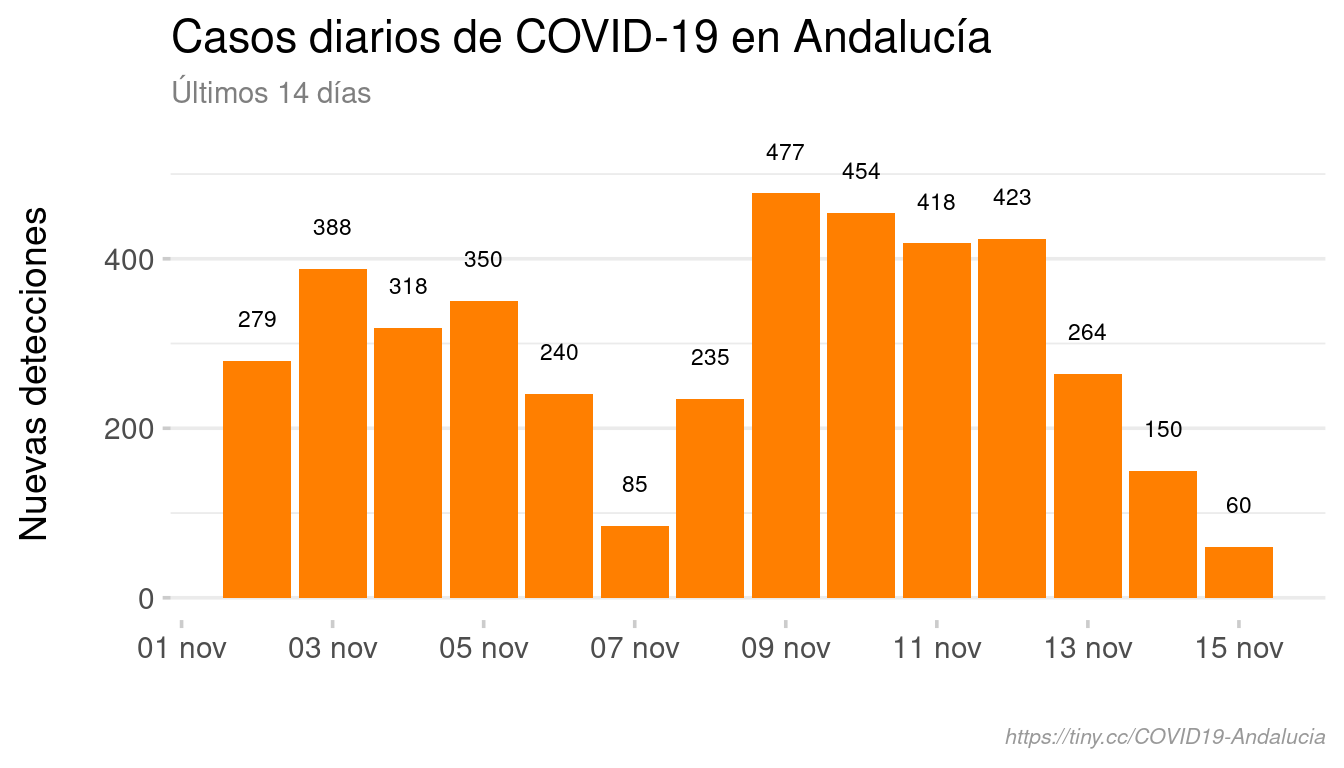 Casos diarios de COVID-19 en Andalucía
Últimos 14 días
Nuevas detecciones
400
200
0
279
388
318
350
240
85
235
477
454
418
423
264
150
60
01 nov
03 nov
05 nov
07 nov
09 nov
11 nov
13 nov
15 nov
https://tiny.cc/COVID19-Andalucia